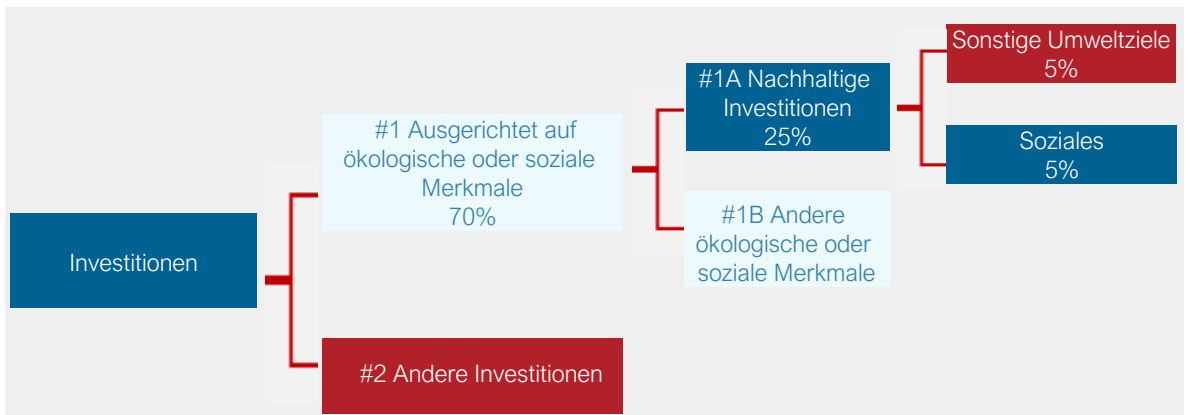 Investitionen
#1 Ausgerichtet auf
ökologische oder soziale
Merkmale
70%
#2 Andere Investitionen
#1A Nachhaltige
Investitionen
25%
#1B Andere
ökologische oder
soziale Merkmale
Sonstige Umweltziele
5%
Soziales
5%